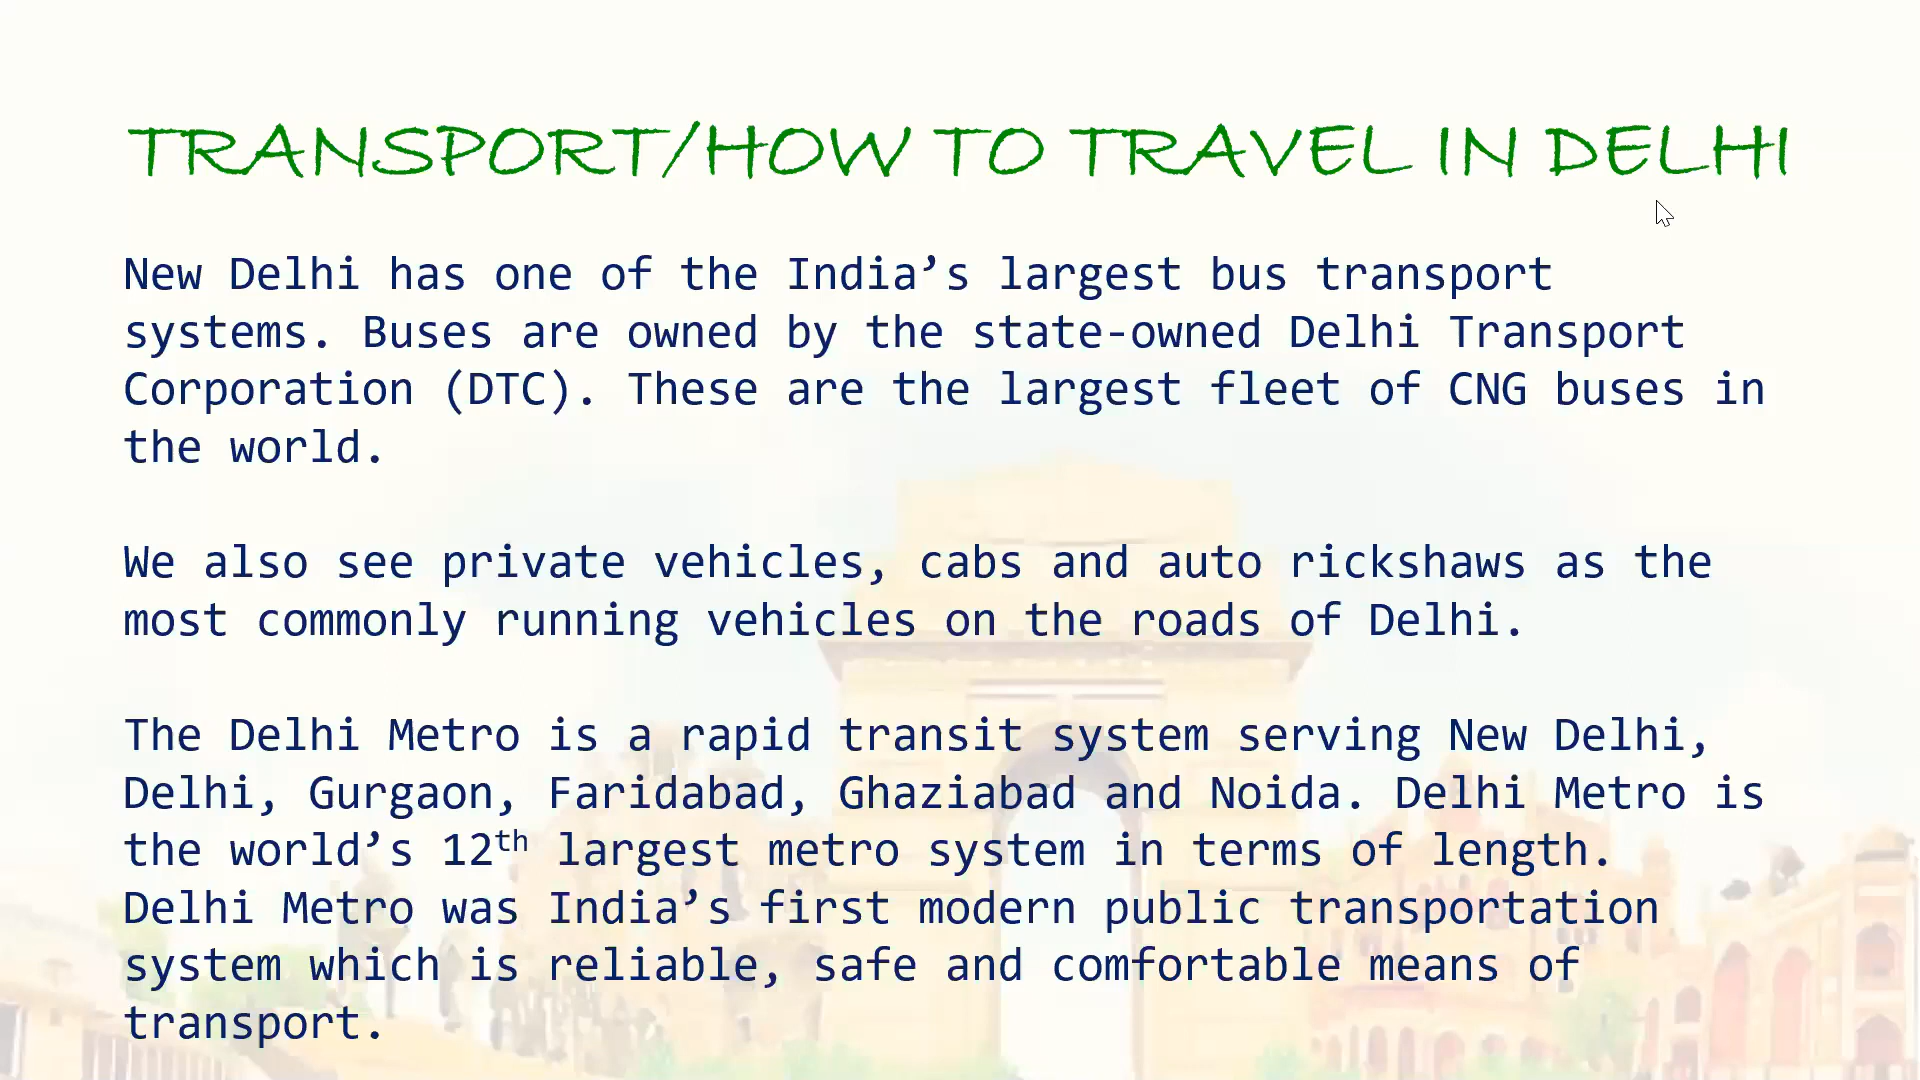 TRANSPORT/HOW TO TRAVEL IN DELHI
New Delhi has one of the India’s largest bus transport
systems. Buses are owned by the state-owned Delhi Transport
Corporation (DTC). These are the largest fleet of CNG buses in
the world.
We also see private vehicles, cabs and auto rickshaws as the
most commonly running vehicles on the roads of Delhi.
The Delhi Metro is a rapid transit system serving New Delhi,
Delhi, Gurgaon, Faridabad, Ghaziabad and Noida. Delhi Metro is
the world’s 12th largest metro system in terms of length.
Delhi Metro was India’s first modern public transportation
system which is reliable, safe and comfortable means of
transport.